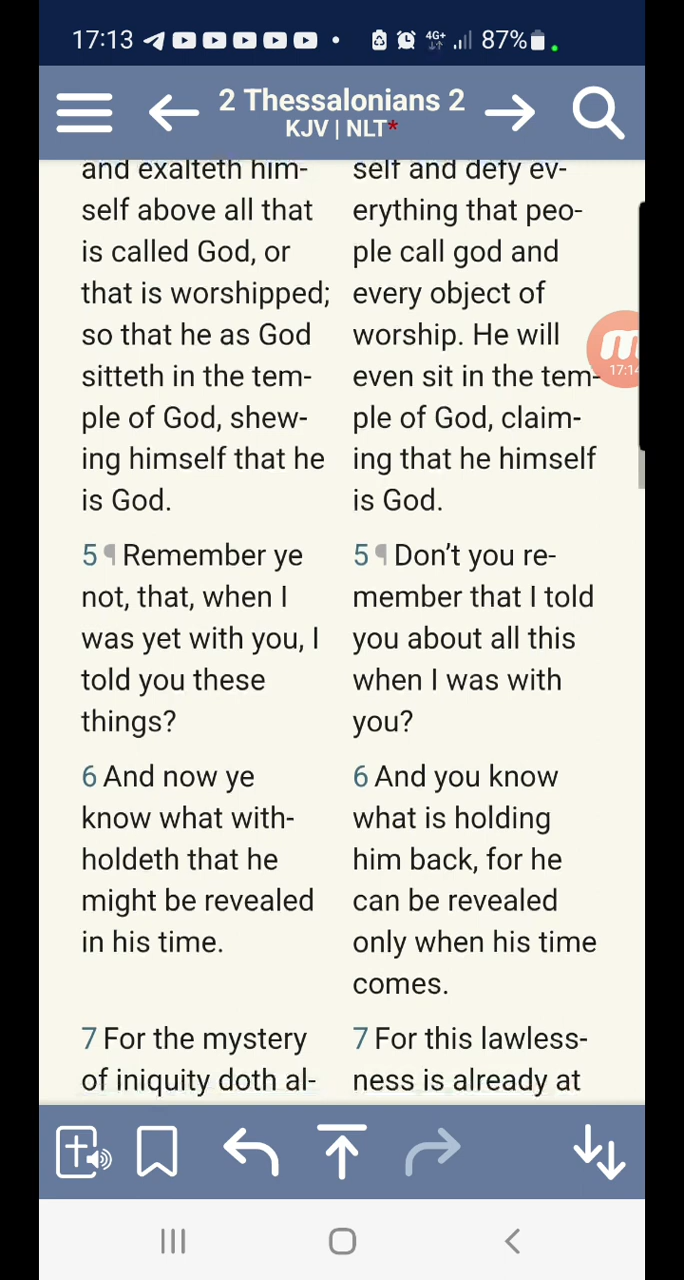 17:13 4G+ 87%
2 Thessalonians 2
KJV | NLT*
and exalteth him-
self above all that
is called God, or
that is worshipped;
so that he as God
sitteth in the tem-
ple of God, shew-
ing himself that he
is God.
5 ¶ Remember ye
not, that, when I
was yet with you, I
told you these
things?
6 And now ye
know what with-
holdeth that he
might be revealed
in his time.
7 For the mystery
of iniquity doth al-
self and defy ev-
erything that peo-
ple call god and
every object of
worship. He will
even sit in the tem-
ple of God, claim-
ing that he himself
is God.
5 ¶ Don’t you re-
member that I told
you about all this
when I was with
you?
6 And you know
what is holding
him back, for he
can be revealed
only when his time
comes.
7 For this lawless-
ness is already at
17:14